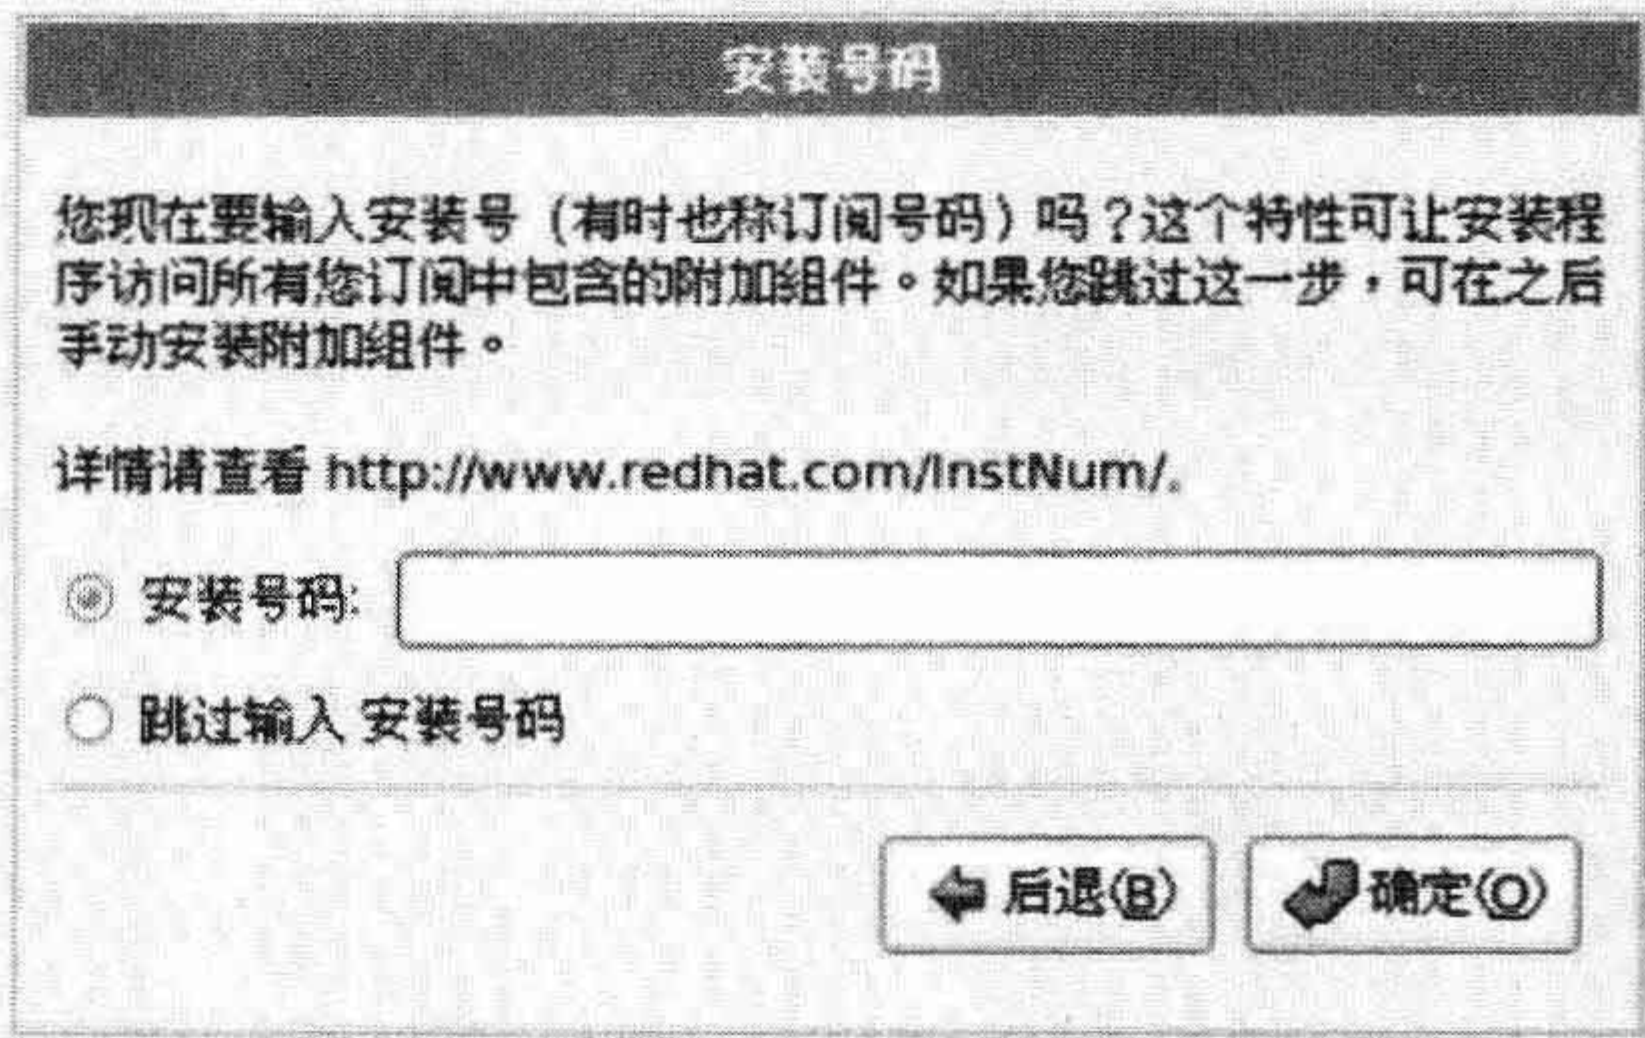 安装号码
您现在要输入安装号（有时也称订阅号码）吗？这个特性可让安装程
序访问所有您订阅中包含的附加组件。如果您跳过这一步，可在之后
手动安装附加组件。
详情请查看 http://www.redhat.com/InstNum/。
安装号码:
跳过输入 安装号码
后退(B) 确定(O)